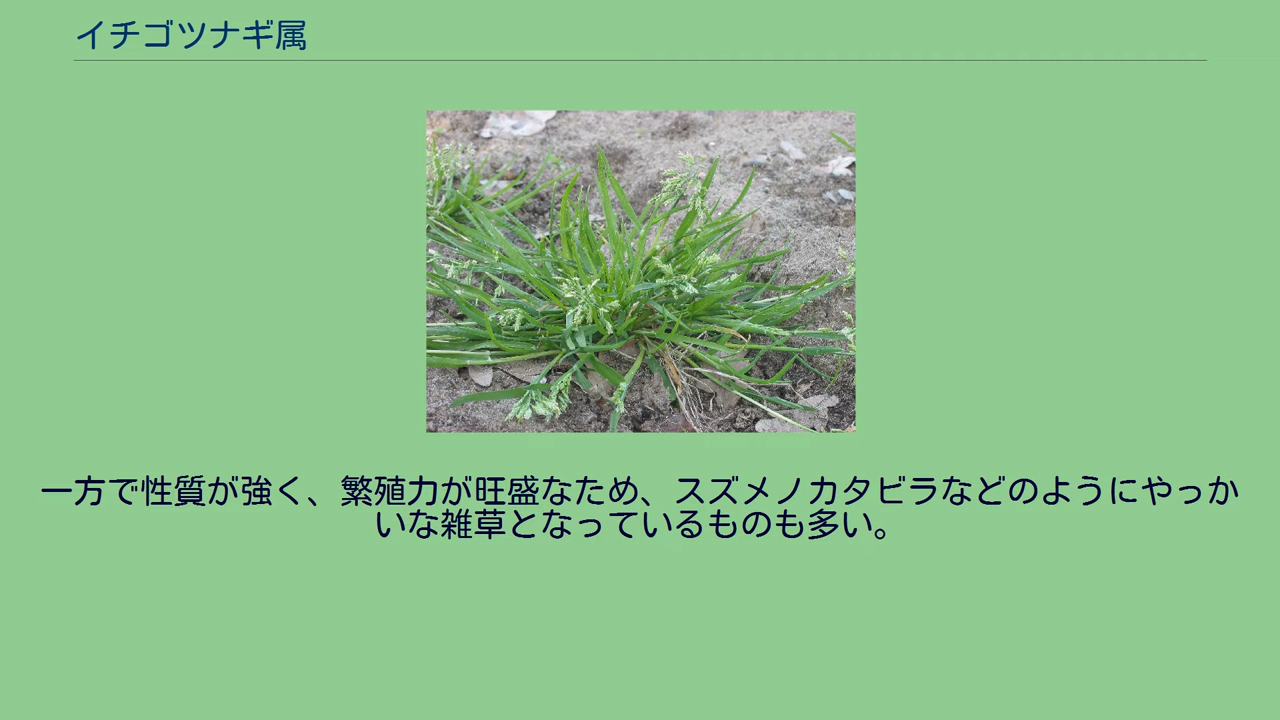 イチゴツナギ属
一方で性質が強く、繁殖力が旺盛なため、スズメノカタビラなどのようにやっか
いな雑草となっているものも多い。